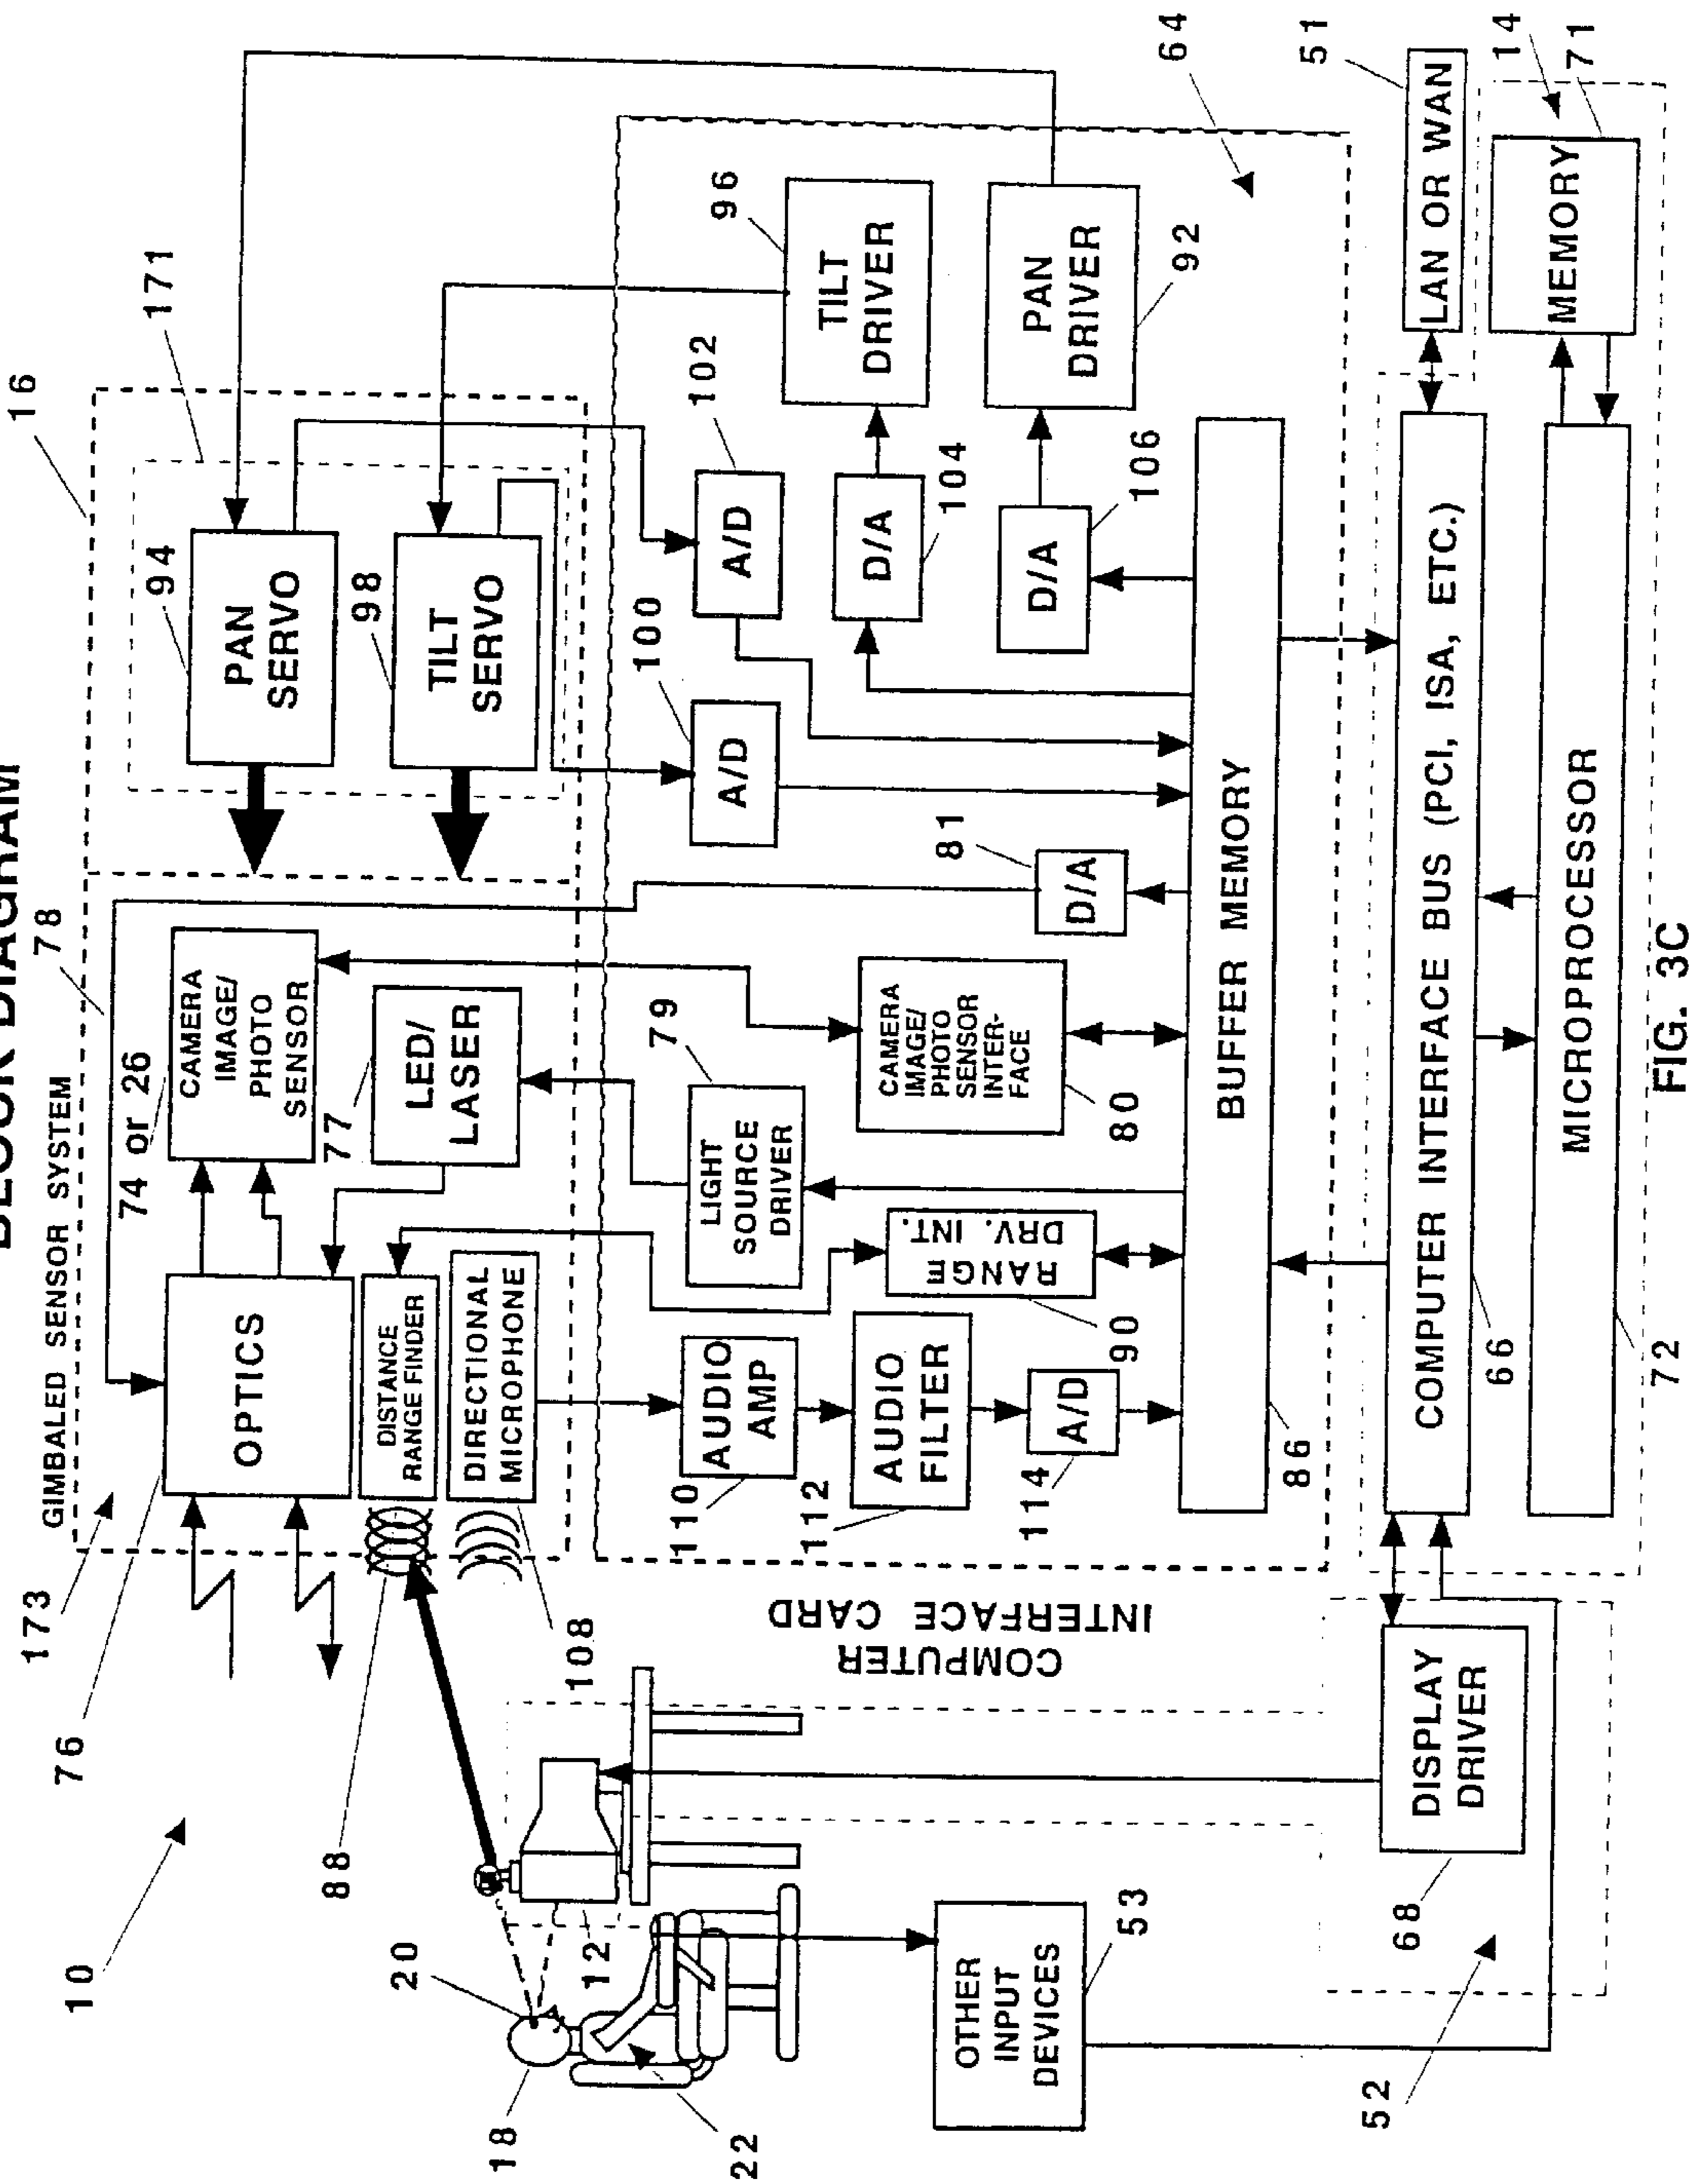 BLOCK DIAGRAM
16
171
78
GIMBALED SENSOR SYSTEM
173
76
10
74 or 26
94
PAN
SERVO
CAMERA
IMAGE/
PHOTO
SENSOR
OPTICS
77
98
TILT
SERVO
LED/
LASER
DISTANCE
RANGE FINDER
88
DIRECTIONAL
MICROPHONE
108
20
18
12
22
100
102
96
64
A/D
A/D
79
LIGHT
SOURCE
DRIVER
AUDIO
AMP
110
TILT
DRIVER
D/A
104
81
CAMERA
IMAGE/
PHOTO
SENSOR
INTER-
FACE
80
RANGE
DRV. INT.
90
AUDIO
FILTER
112
COMPUTER
INTERFACE CARD
OTHER
INPUT
DEVICES
53
PAN
DRIVER
92
D/A
106
D/A
A/D
114
BUFFER MEMORY
86
51
LAN OR WAN
14
COMPUTER INTERFACE BUS (PCI, ISA, ETC.)
66
DISPLAY
DRIVER
68
52
MEMORY
71
MICROPROCESSOR
72
FIG. 3C